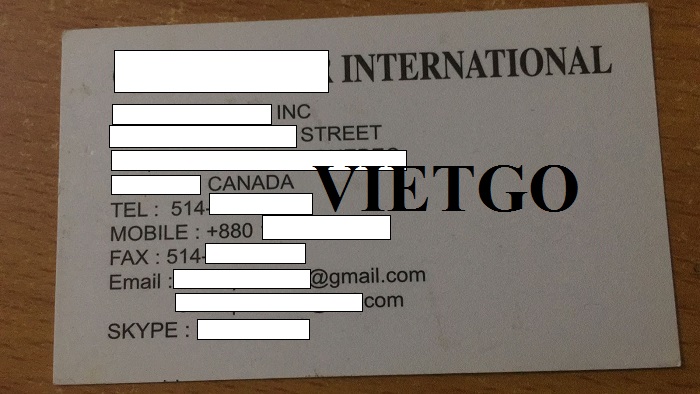 INTERNATIONAL
INC
STREET
CANADA
VIETGO
TEL : 514-
MOBILE : +880
FAX : 514-
Email : @gmail.com
com
SKYPE :